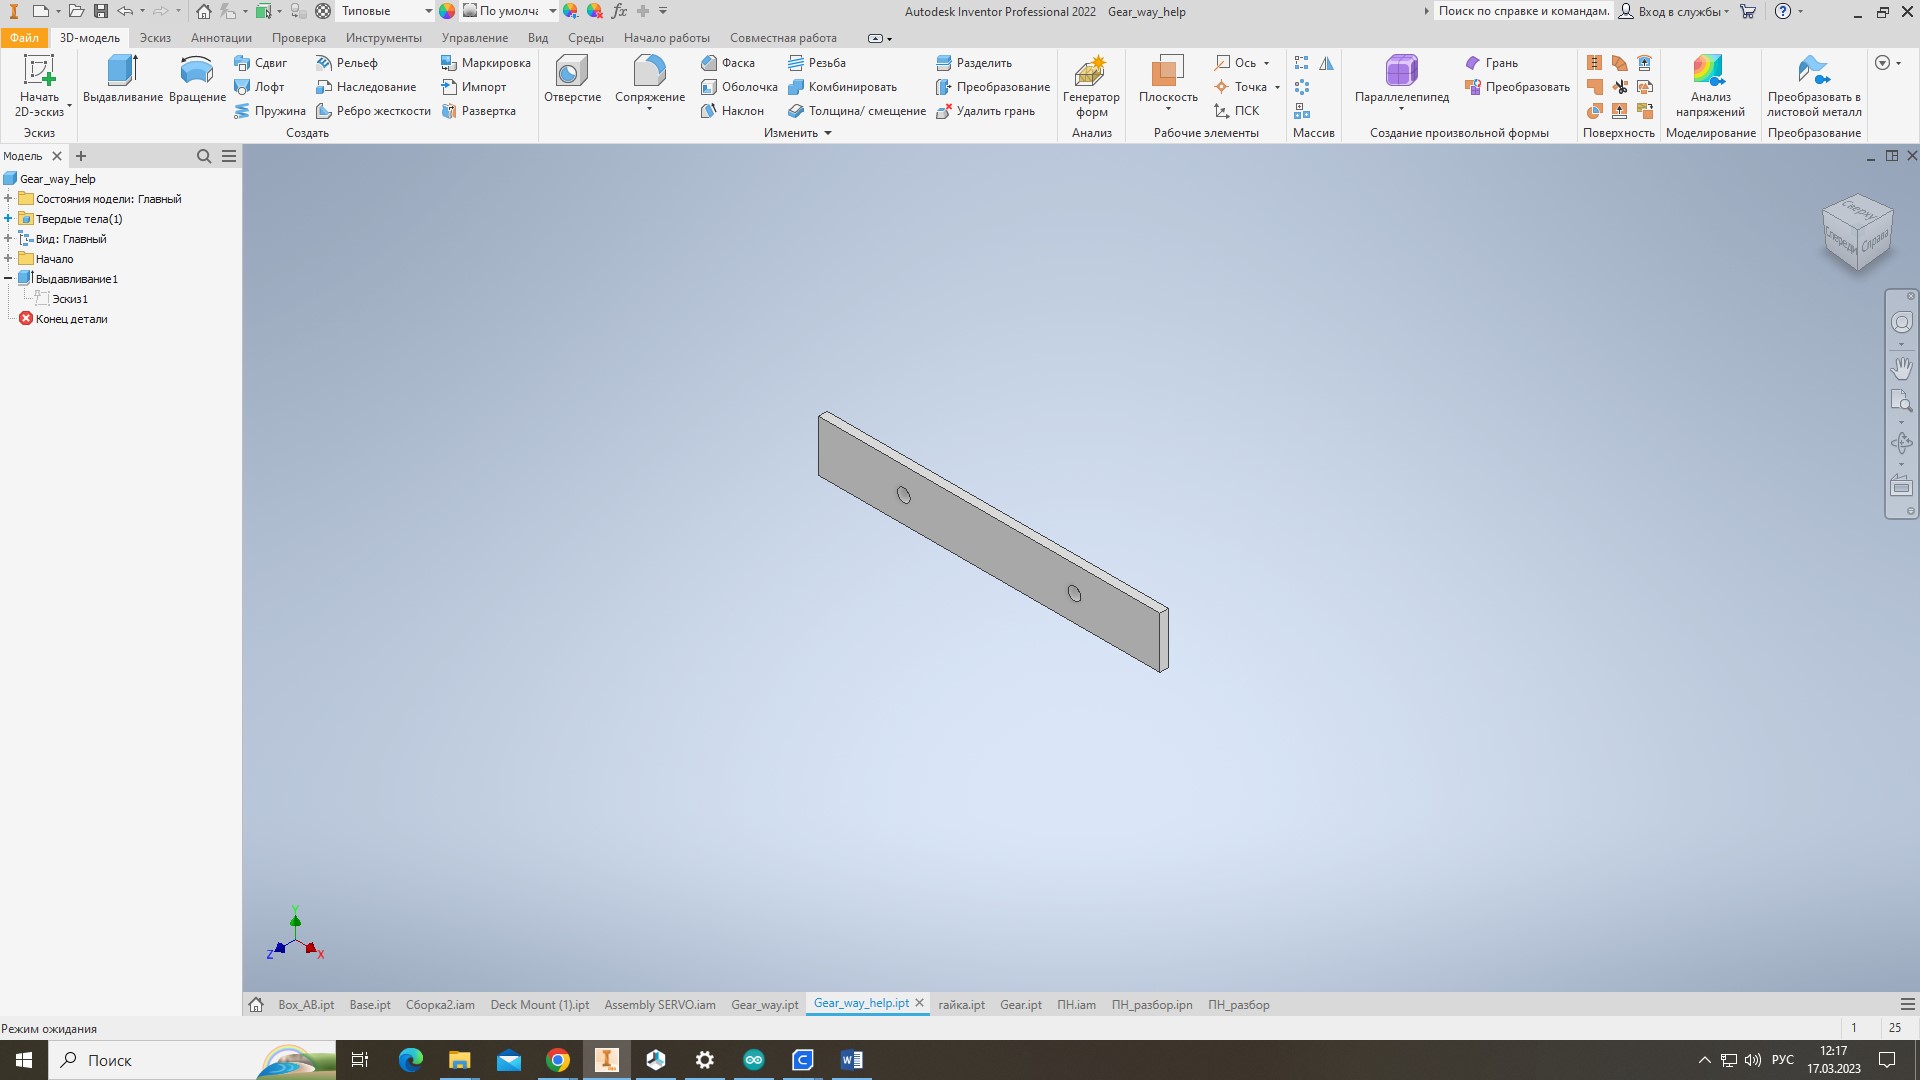 Типовые По умолча fx Autodesk Inventor Professional 2022 Gear_way_help Поиск по справке и командам. Вход в службы
Файл 3D-модель Эскиз Аннотации Проверка Инструменты Управление Вид Среды Начало работы Совместная работа
Начать 2D-эскиз
Выдавливание Вращение
Сдвиг Рельеф Маркировка
Лофт Наследование Импорт
Пружина Ребро жесткости Развертка
Отверстие Сопряжение
Фаска Резьба Разделить
Оболочка Комбинировать Преобразование
Наклон Толщина/ смещение Удалить грань
Генератор форм
Плоскость
Ось
Точка
ПСК
Параллелепипед
Грань
Преобразовать
Анализ напряжений
Преобразовать в листовой металл
Эскиз Создать Изменить Анализ Рабочие элементы Массив Создание произвольной формы Поверхность Моделирование Преобразование
Модель
Gear_way_help
Состояния модели: Главный
Твердые тела(1)
Вид: Главный
Начало
Выдавливание1
Эскиз1
Конец детали
Сверху
Спереди Справа
Y
Z X
Box_AB.ipt Base.ipt Сборка2.iam Deck Mount (1).ipt Assembly SERVO.iam Gear_way.ipt Gear_way_help.ipt гайка.ipt Gear.ipt ПН.iam ПН_разбор.ipn ПН_разбор
Режим ожидания 1 25
Поиск РУС 12:17
17.03.2023